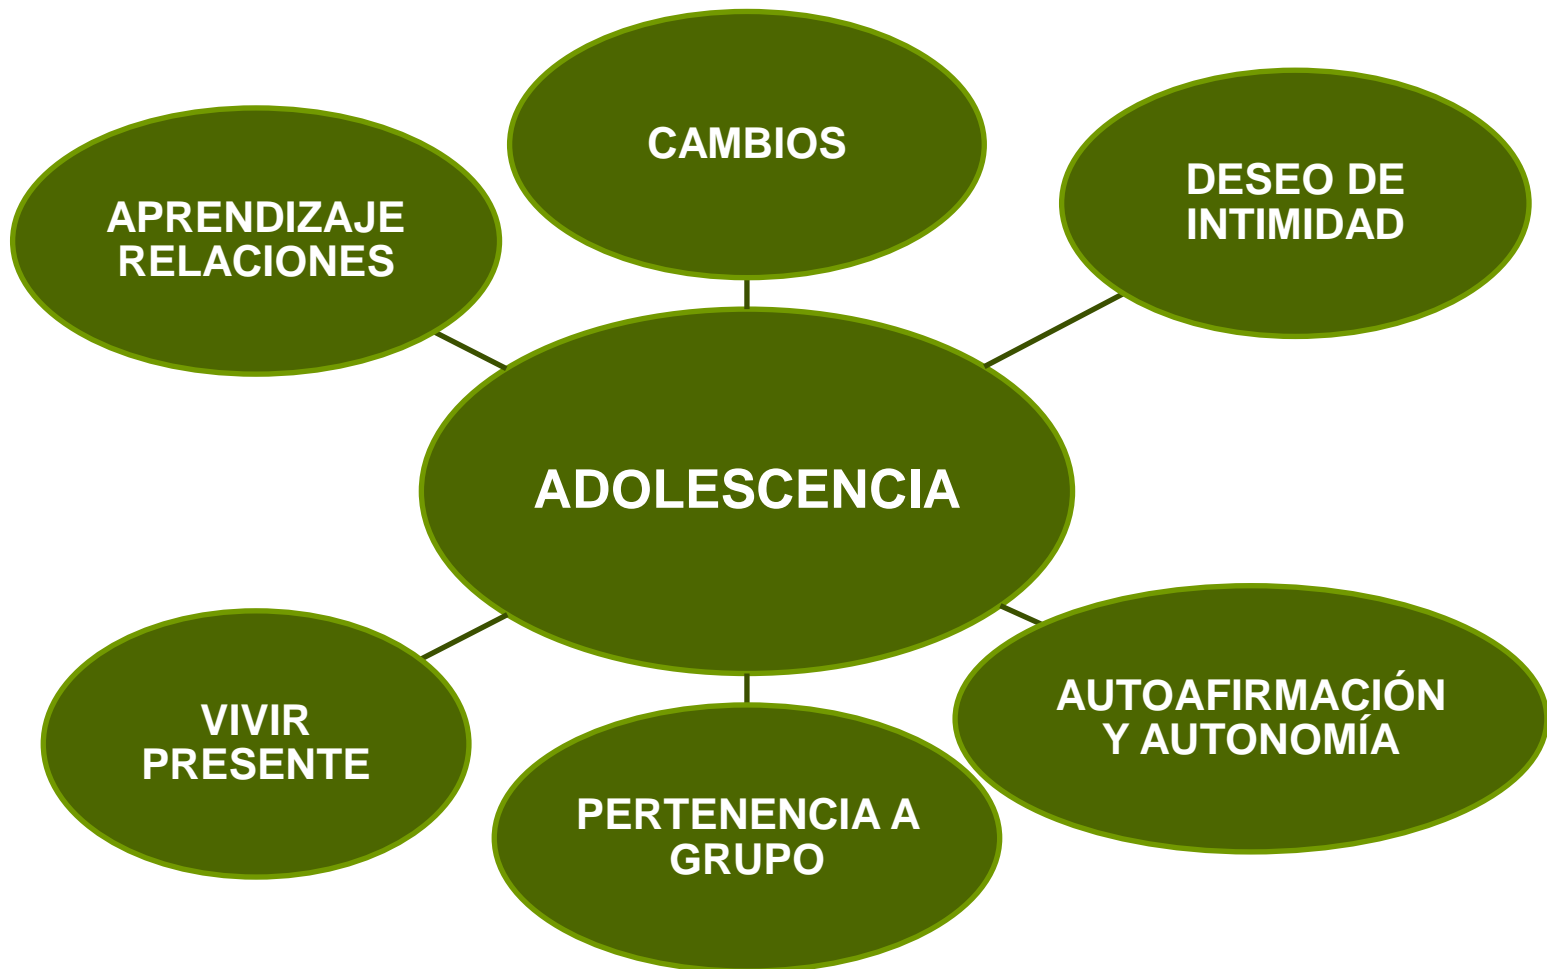 CAMBIOS
DESEO DE
INTIMIDAD
APRENDIZAJE
RELACIONES
ADOLESCENCIA
AUTOAFIRMACIÓN
Y AUTONOMÍA
VIVIR
PRESENTE
PERTENENCIA A
GRUPO